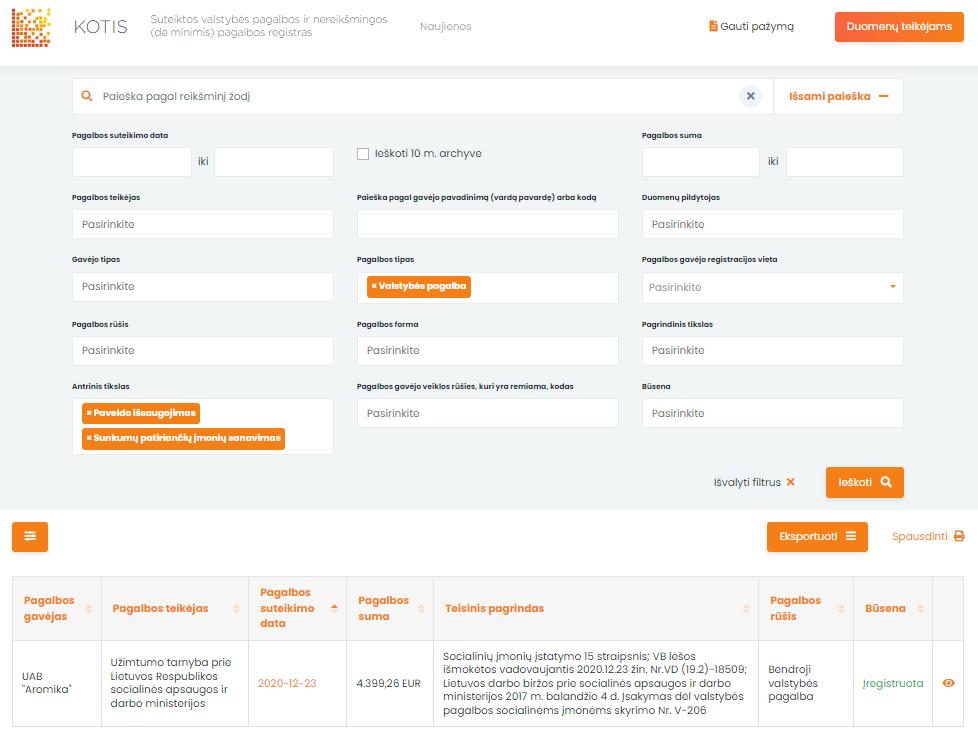 KOTIS
Suteiktos valstybės pagalbos ir nereikšmingos
(de minimis) pagalbos registras
Naujienos
Gauti pažymą
Duomenų teikėjams
Paieška pagal reikšminį žodį
Išsami paieška
Pagalbos suteikimo data
iki
Ieškoti 10 m. archyve
Pagalbos suma
iki
Pagalbos teikėjas
Paieška pagal gavėjo pavadinimą (vardą pavardę) arba kodą
Duomenų pildytojas
Pasirinkite
Pasirinkite
Gavėjo tipas
Pagalbos tipas
Pagalbos gavėjo registracijos vieta
Pasirinkite
× Valstybės pagalba
Pasirinkite
Pagalbos rūšis
Pagalbos forma
Pagrindinis tikslas
Pasirinkite
Pasirinkite
Pasirinkite
Antrinis tikslas
Pagalbos gavėjo veiklos rūšies, kuri yra remiama, kodas
Būsena
× Paveldo išsaugojimas
× Sunkumų patiriančių įmonių sanavimas
Pasirinkite
Pasirinkite
Išvalyti filtrus
Ieškoti
Eksportuoti
Spausdinti
Pagalbos
gavėjas
Pagalbos teikėjas
Pagalbos
suteikimo
data
Pagalbos
suma
Teisinis pagrindas
Pagalbos
rūšis
Būsena
UAB
"Aromika"
Užimtumo tarnyba prie
Lietuvos Respublikos
socialinės apsaugos ir
darbo ministerijos
2020-12-23
4.399,26 EUR
Socialinių įmonių įstatymo 15 straipsnis; VB lėšos
išmokėtos vadovaujantis 2020.12.23 žin. Nr.VD (19.2)-18509;
Lietuvos darbo biržos prie socialinės apsaugos ir darbo
ministerijos 2017 m. balandžio 4 d. Įsakymas dėl valstybės
pagalbos socialinėms įmonėms skyrimo Nr. V-206
Bendroji
valstybės
pagalba
Įregistruota